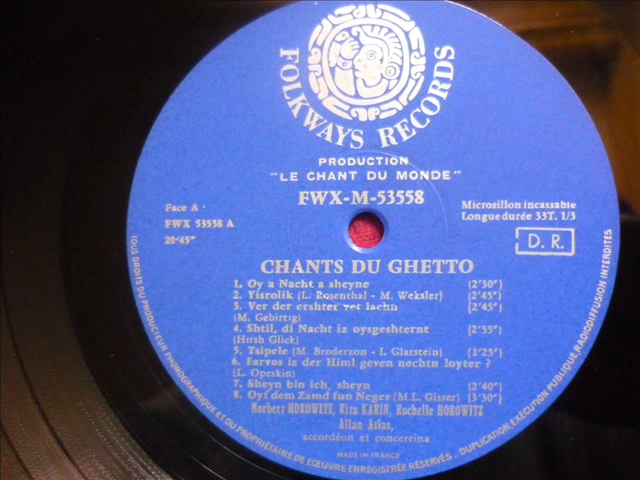 FOLKWAYS RECORDS
PRODUCTION
"LE CHANT DU MONDE"
FWX-M-53558
Face A
FWX 53558 A
20'45"
Microsillon incassable
Longue durée 33T. 1/3
D. R.
CHANTS DU GHETTO
1. Oy a Nacht a sheyne (2'30")
2. Yisrolik (L. Rosenthal - M. Weksler) (2'45")
3. Ver der ershter vet lachn (2'45")
(M. Gebirtig)
4. Shtil, di Nacht iz oysgeshternt (2'55")
(Hirsh Glick)
5. Tsipele (M. Broderzon - I. Glatstein) (1'25")
6. Farvos iz der Himl geven nechtn loyter ?
(L. Opeskin)
7. Sheyn bin ich, sheyn (2'40")
8. Oyf dem Zamd fun Negev (M.L. Gisser) (3'30")
Norbert HOROWITZ, Rita KARIN, Rochelle HOROWITZ
Allan Atlas,
accordéon et concertina
MADE IN FRANCE
TOUS DROITS DU PRODUCTEUR PHONOGRAPHIQUE ET DU PROPRIÉTAIRE DE L'ŒUVRE ENREGISTRÉE RÉSERVÉS. DUPLICATION EXÉCUTION PUBLIQUE, RADIODIFFUSION INTERDITES